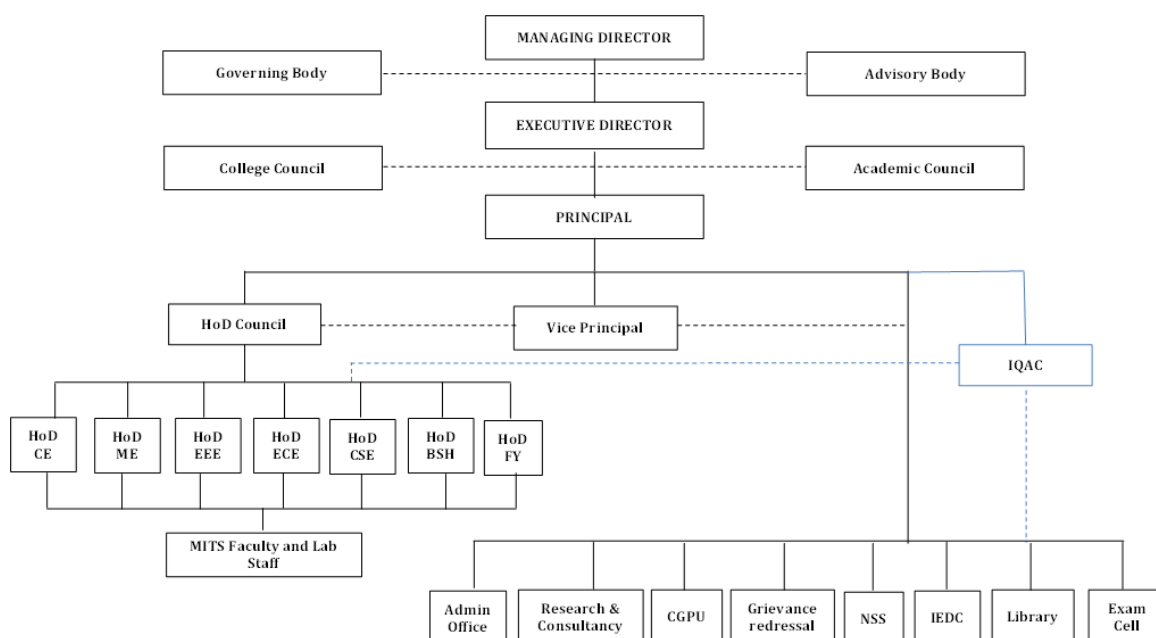 MANAGING DIRECTOR
Governing Body
Advisory Body
EXECUTIVE DIRECTOR
College Council
Academic Council
PRINCIPAL
HoD Council
Vice Principal
IQAC
HoD
CE
HoD
ME
HoD
EEE
HoD
ECE
HoD
CSE
HoD
BSH
HoD
FY
MITS Faculty and Lab
Staff
Admin
Office
Research &
Consultancy
CGPU
Grievance
redressal
NSS
IEDC
Library
Exam
Cell